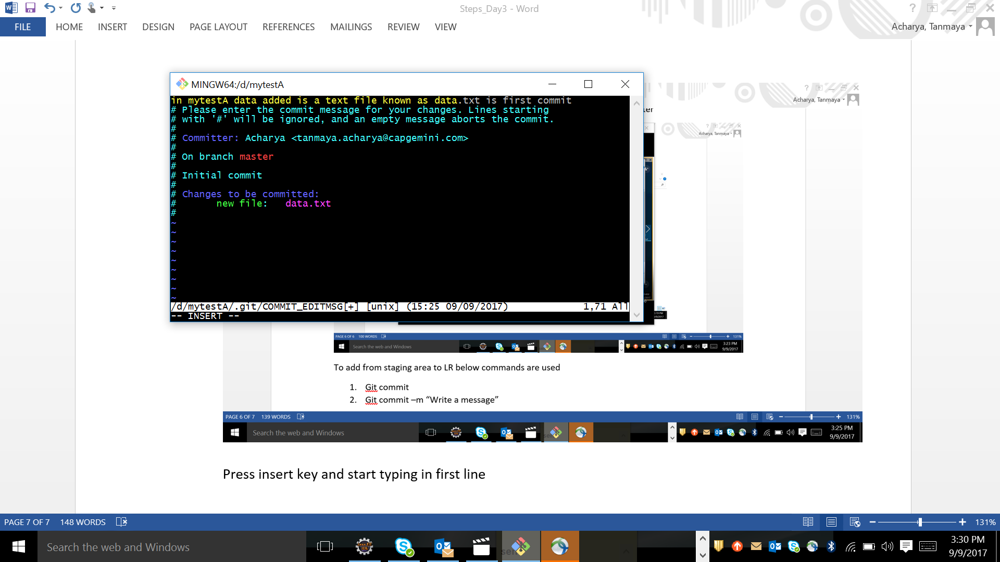 Steps_Day3 - Word
FILE HOME INSERT DESIGN PAGE LAYOUT REFERENCES MAILINGS REVIEW VIEW
Acharya, Tanmaya
MINGW64:/d/mytestA
in mytestA data added is a text file known as data.txt is first commit
# Please enter the commit message for your changes. Lines starting
# with '#' will be ignored, and an empty message aborts the commit.
#
# Committer: Acharya <tanmaya.acharya@capgemini.com>
#
# On branch master
#
# Initial commit
#
# Changes to be committed:
#       new file:   data.txt
#
~
~
~
~
~
~
~
~
~
/d/mytestA/.git/COMMIT_EDITMSG[+] [unix] (15:25 09/09/2017) 1,71 All
-- INSERT --
Acharya, Tanmaya
Acharya, Tanmaya
PAGE 6 OF 6 100 WORDS 131%
Search the web and Windows
3:23 PM
9/9/2017
To add from staging area to LR below commands are used
1. Git commit
2. Git commit –m “Write a message”
PAGE 6 OF 7 139 WORDS 131%
Search the web and Windows
3:25 PM
9/9/2017
Press insert key and start typing in first line
PAGE 7 OF 7 148 WORDS 131%
Search the web and Windows
3:30 PM
9/9/2017